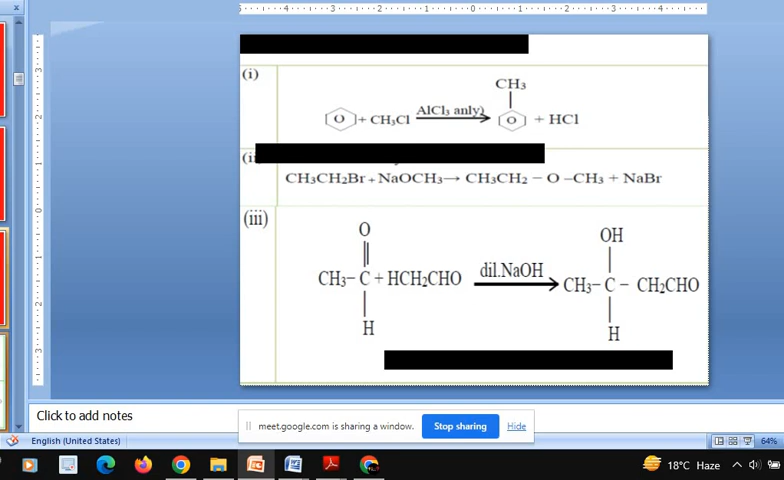 (i)
CH₃
O + CH₃Cl AlCl₃ anly) O + HCl
CH₃CH₂Br + NaOCH₃→ CH₃CH₂ − O −CH₃ + NaBr
(iii)
O OH
CH₃− C + HCH₂CHO dil.NaOH CH₃− C − CH₂CHO
H H
Click to add notes
meet.google.com is sharing a window. Stop sharing Hide
English (United States) 64%
18°C Haze